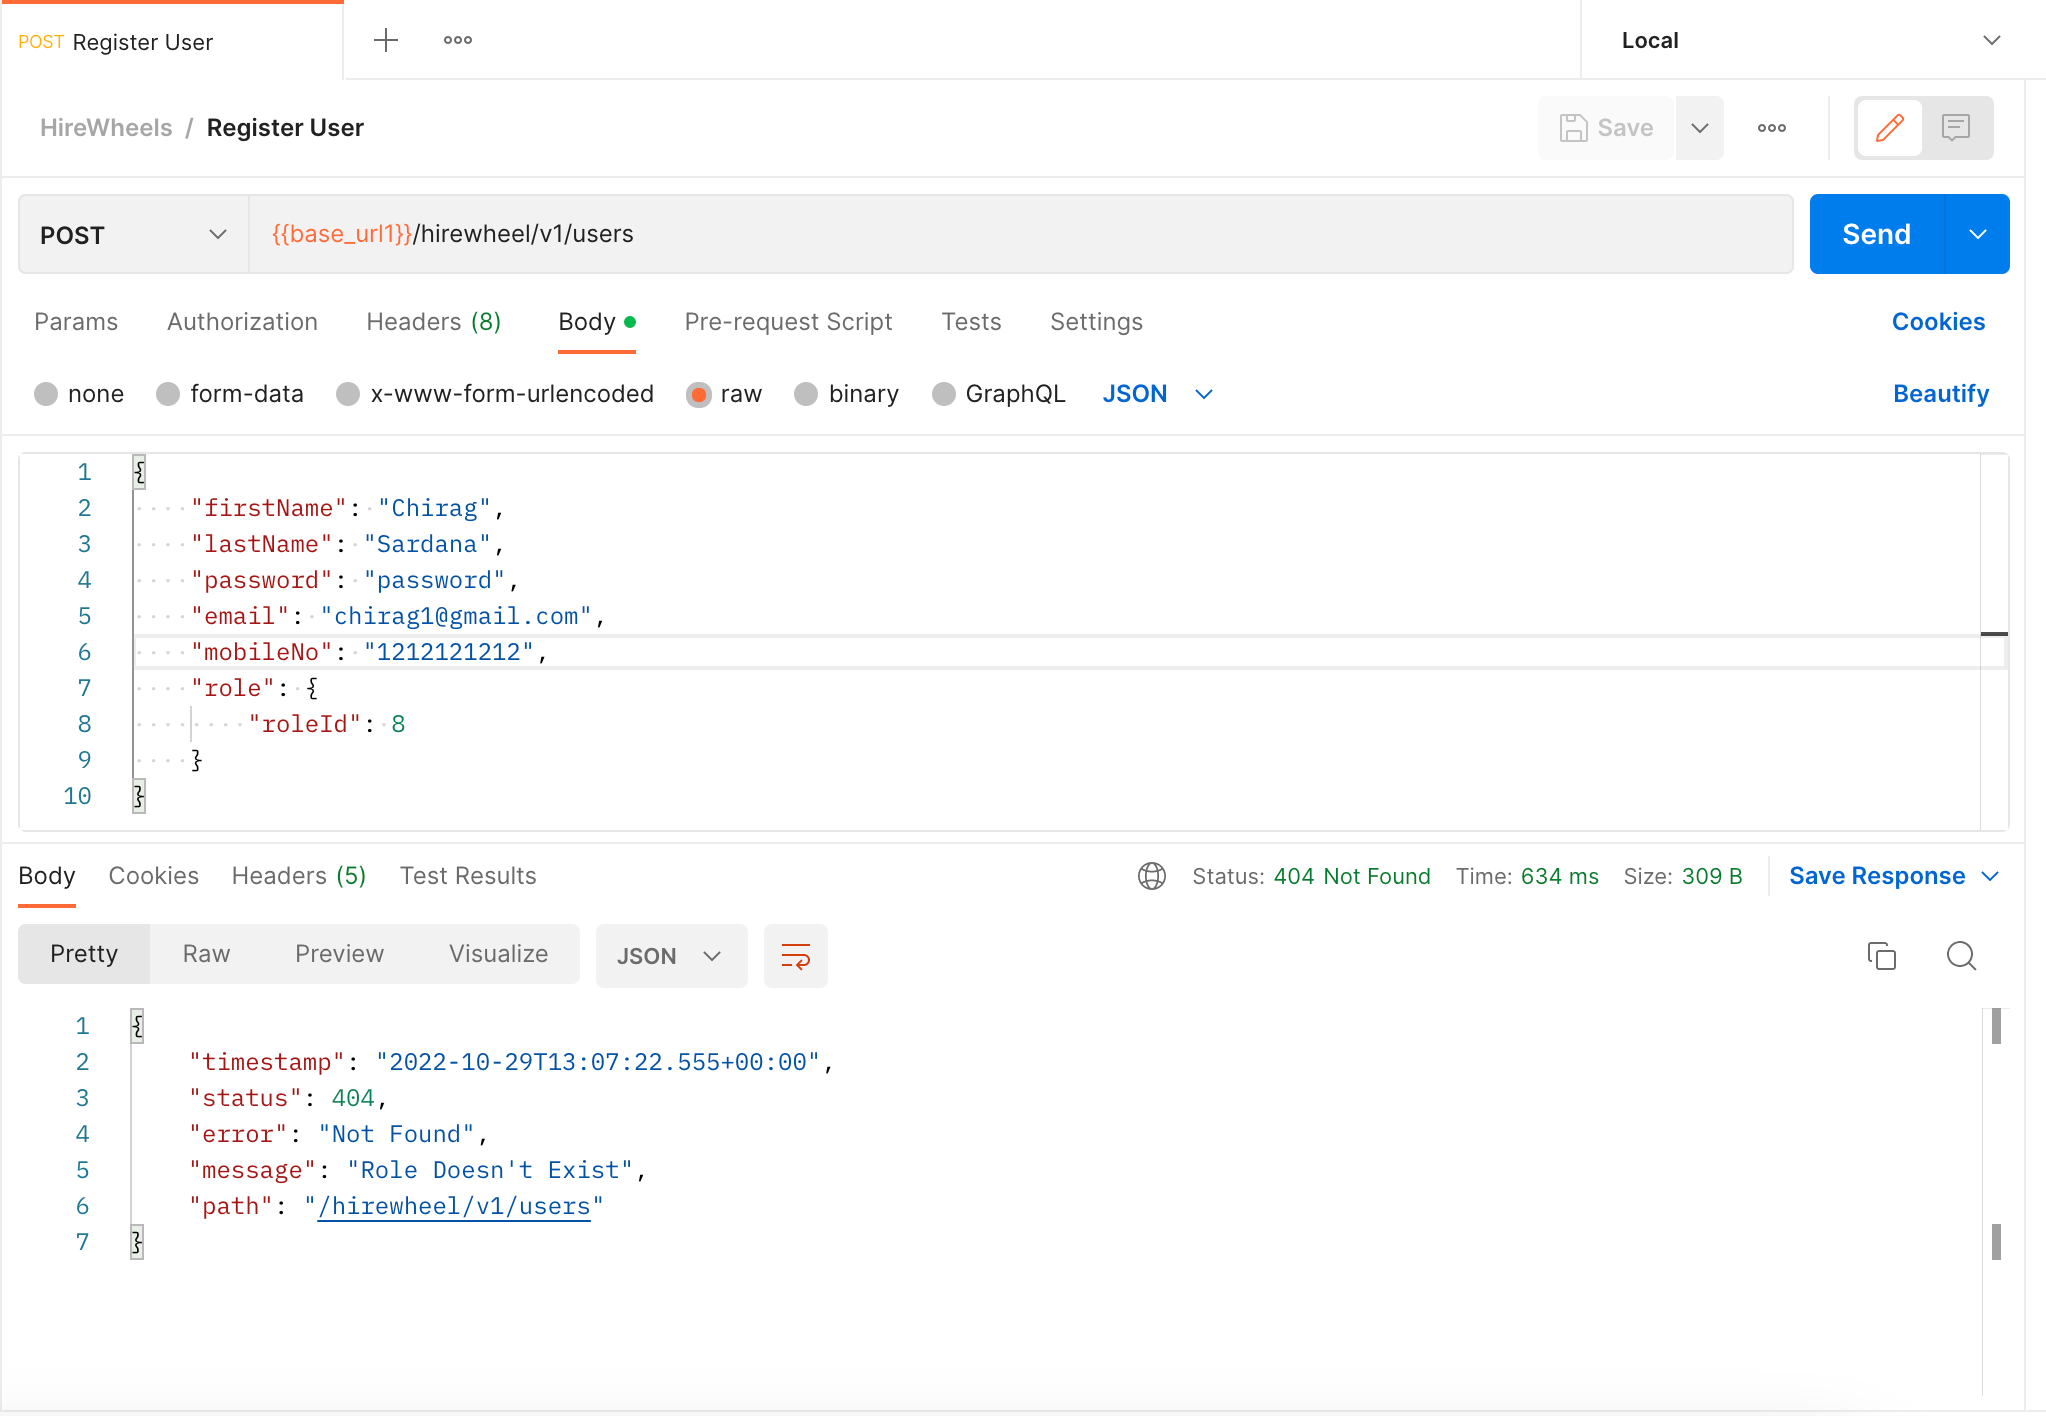 POST Register User
Local
HireWheels / Register User
Save
POST
{{base_url1}}/hirewheel/v1/users
Send
Params Authorization Headers (8) Body Pre-request Script Tests Settings Cookies
none form-data x-www-form-urlencoded raw binary GraphQL JSON Beautify
1 {
2 "firstName": "Chirag",
3 "lastName": "Sardana",
4 "password": "password",
5 "email": "chirag1@gmail.com",
6 "mobileNo": "1212121212",
7 "role": {
8 "roleId": 8
9 }
10 }
Body Cookies Headers (5) Test Results Status: 404 Not Found Time: 634 ms Size: 309 B Save Response
Pretty Raw Preview Visualize JSON
1 {
2 "timestamp": "2022-10-29T13:07:22.555+00:00",
3 "status": 404,
4 "error": "Not Found",
5 "message": "Role Doesn't Exist",
6 "path": "/hirewheel/v1/users"
7 }